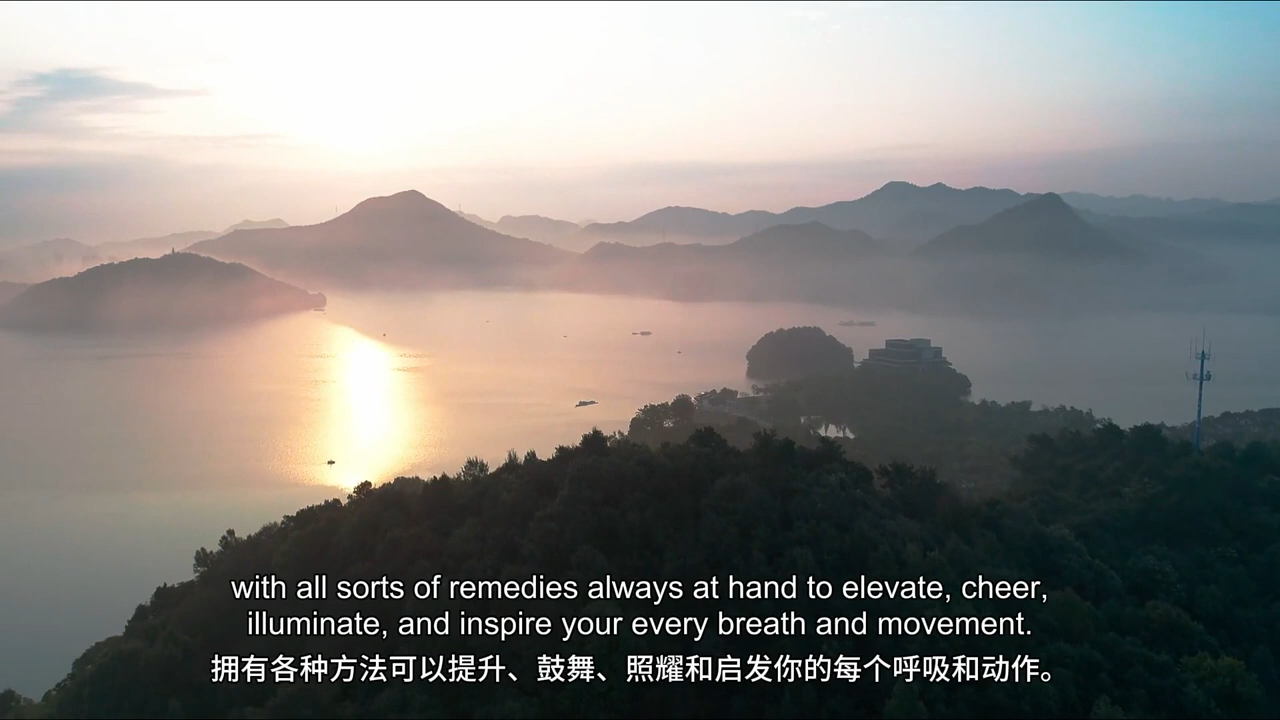 with all sorts of remedies always at hand to elevate, cheer,
illuminate, and inspire your every breath and movement.
拥有各种方法可以提升、鼓舞、照耀和启发你的每个呼吸和动作。